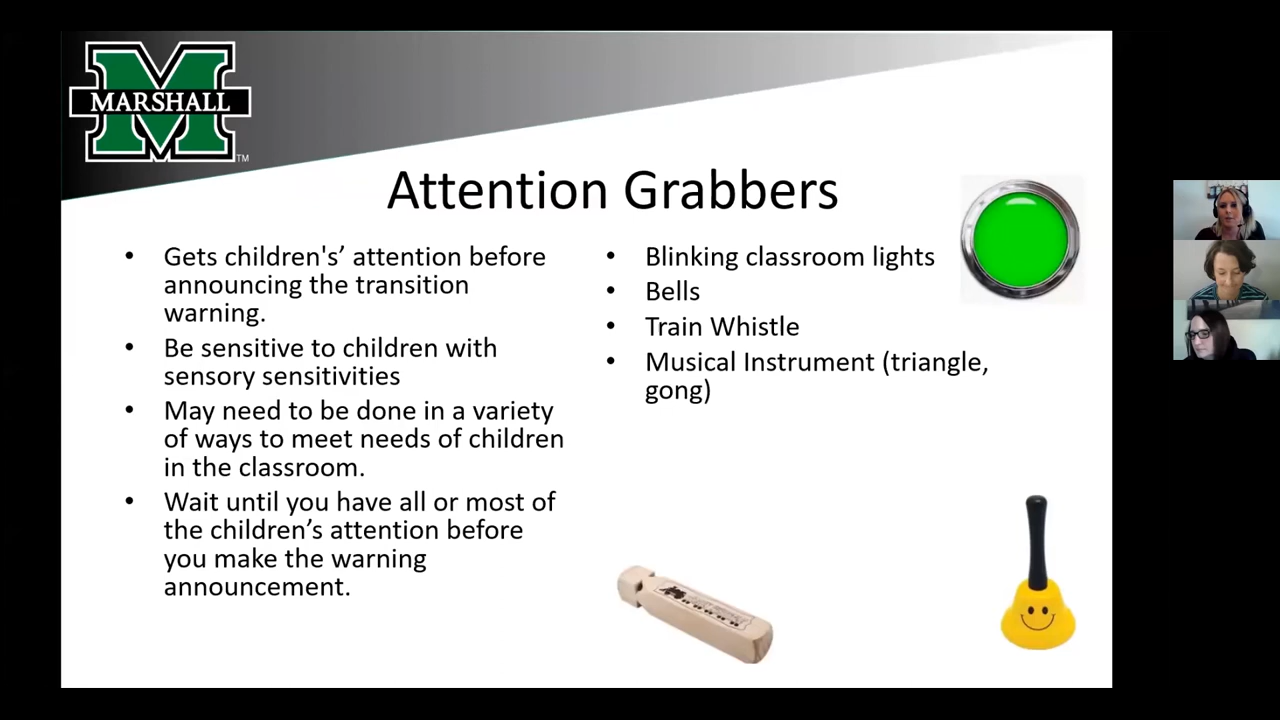 MARSHALL
TM
Attention Grabbers
• Gets children's’ attention before
announcing the transition
warning.
• Be sensitive to children with
sensory sensitivities
• May need to be done in a variety
of ways to meet needs of children
in the classroom.
• Wait until you have all or most of
the children’s attention before
you make the warning
announcement.
• Blinking classroom lights
• Bells
• Train Whistle
• Musical Instrument (triangle,
gong)